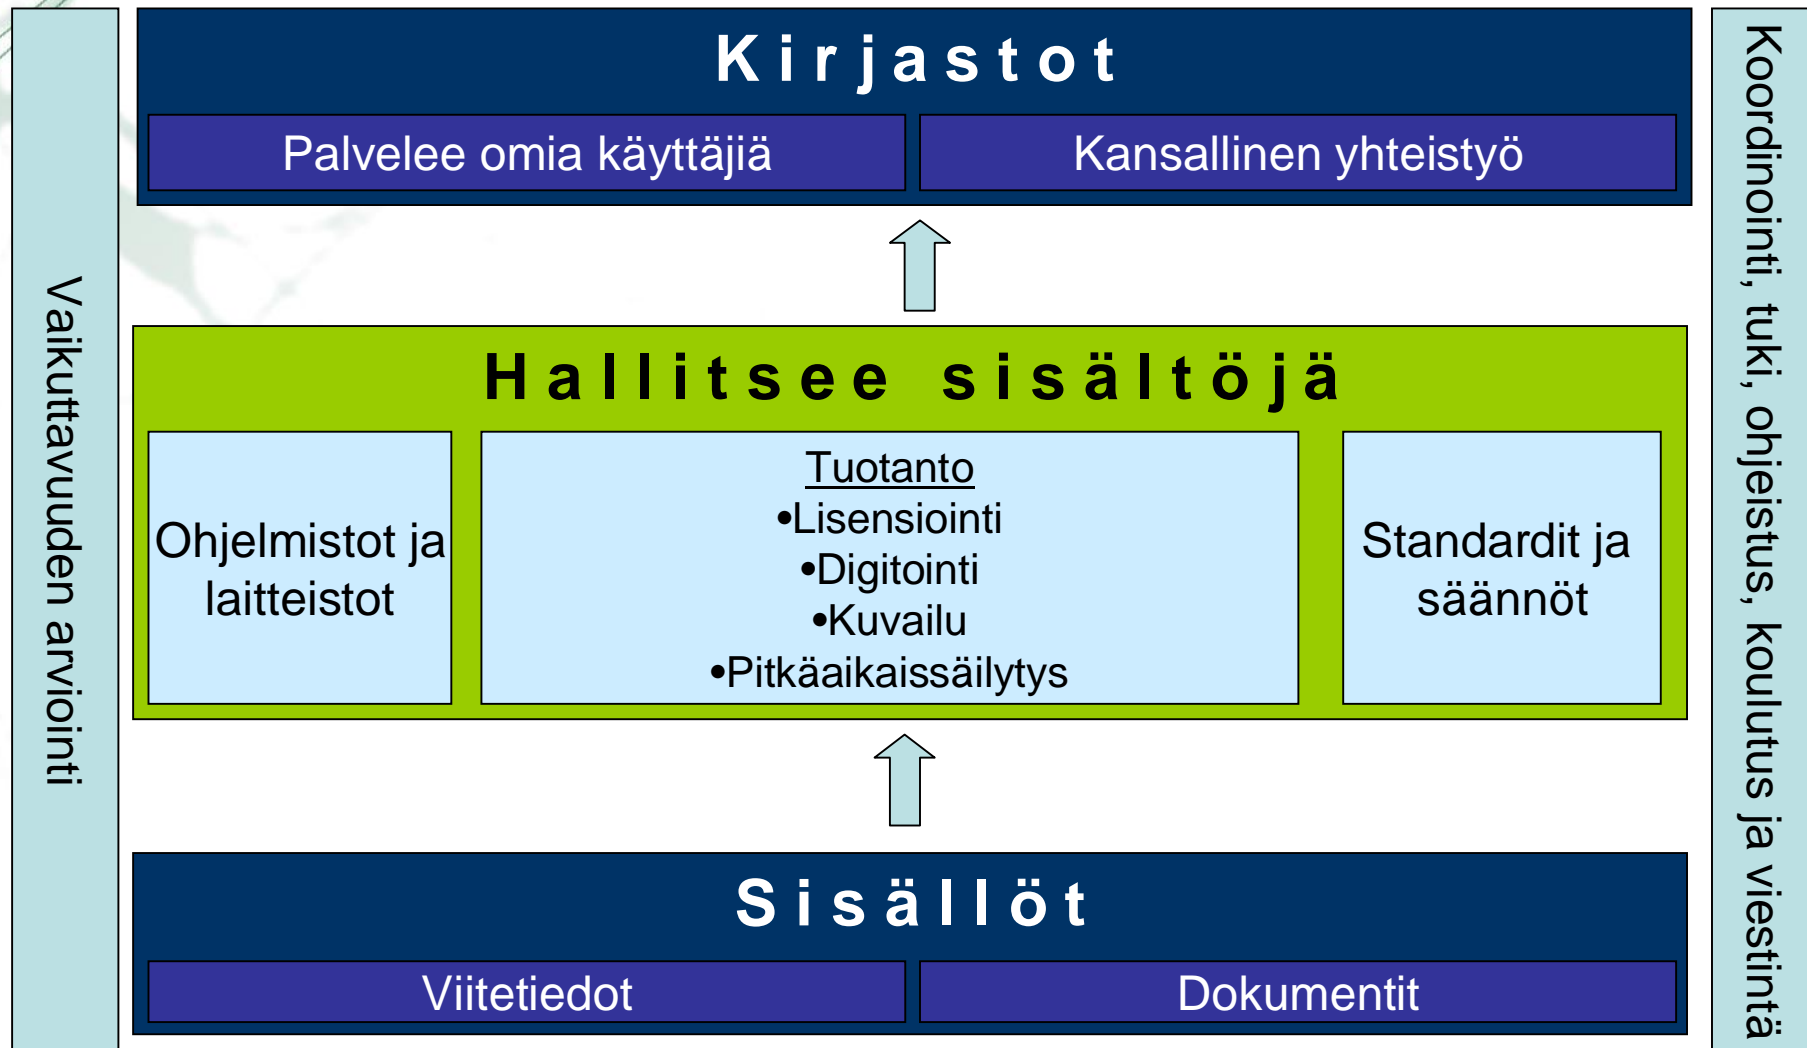 Kirjastot
Palvelee omia käyttäjiä
Kansallinen yhteistyö
Vaikuttavuuden arviointi
Hallitsee sisältöjä
Ohjelmistot ja
laitteistot
Tuotanto
•Lisensiointi
•Digitointi
•Kuvailu
•Pitkäaikaissäilytys
Standardit ja
säännöt
Sisällöt
Viitetiedot
Dokumentit
Koordinointi, tuki, ohjeistus, koulutus ja viestintä